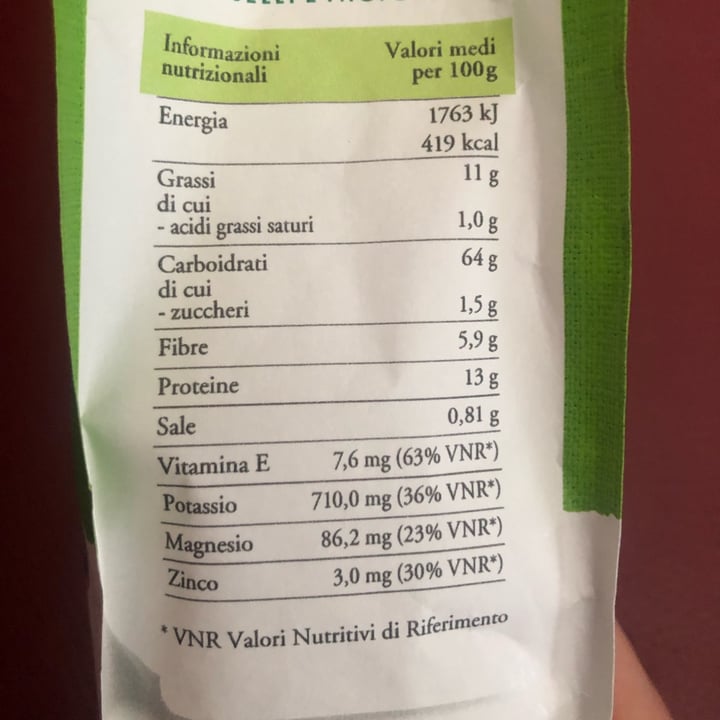 Informazioni nutrizionali Valori medi per 100g
Energia 1763 kJ
419 kcal
Grassi 11 g
di cui
- acidi grassi saturi 1,0 g
Carboidrati 64 g
di cui
- zuccheri 1,5 g
Fibre 5,9 g
Proteine 13 g
Sale 0,81 g
Vitamina E 7,6 mg (63% VNR*)
Potassio 710,0 mg (36% VNR*)
Magnesio 86,2 mg (23% VNR*)
Zinco 3,0 mg (30% VNR*)
* VNR Valori Nutritivi di Riferimento